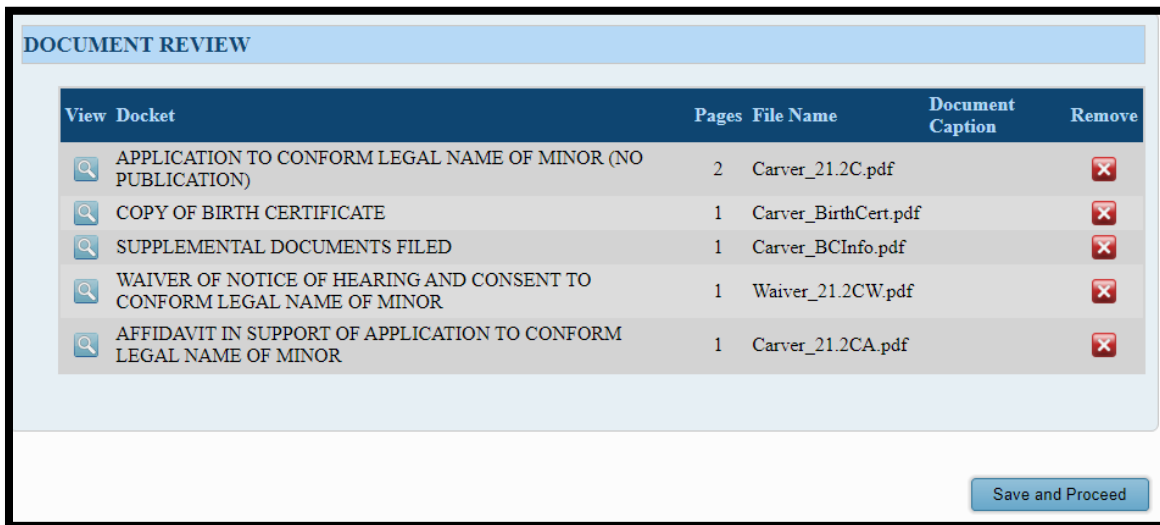 DOCUMENT REVIEW
View Docket Pages File Name Document Caption Remove
APPLICATION TO CONFORM LEGAL NAME OF MINOR (NO
PUBLICATION) 2 Carver_21.2C.pdf
COPY OF BIRTH CERTIFICATE 1 Carver_BirthCert.pdf
SUPPLEMENTAL DOCUMENTS FILED 1 Carver_BCInfo.pdf
WAIVER OF NOTICE OF HEARING AND CONSENT TO
CONFORM LEGAL NAME OF MINOR 1 Waiver_21.2CW.pdf
AFFIDAVIT IN SUPPORT OF APPLICATION TO CONFORM
LEGAL NAME OF MINOR 1 Carver_21.2CA.pdf
Save and Proceed